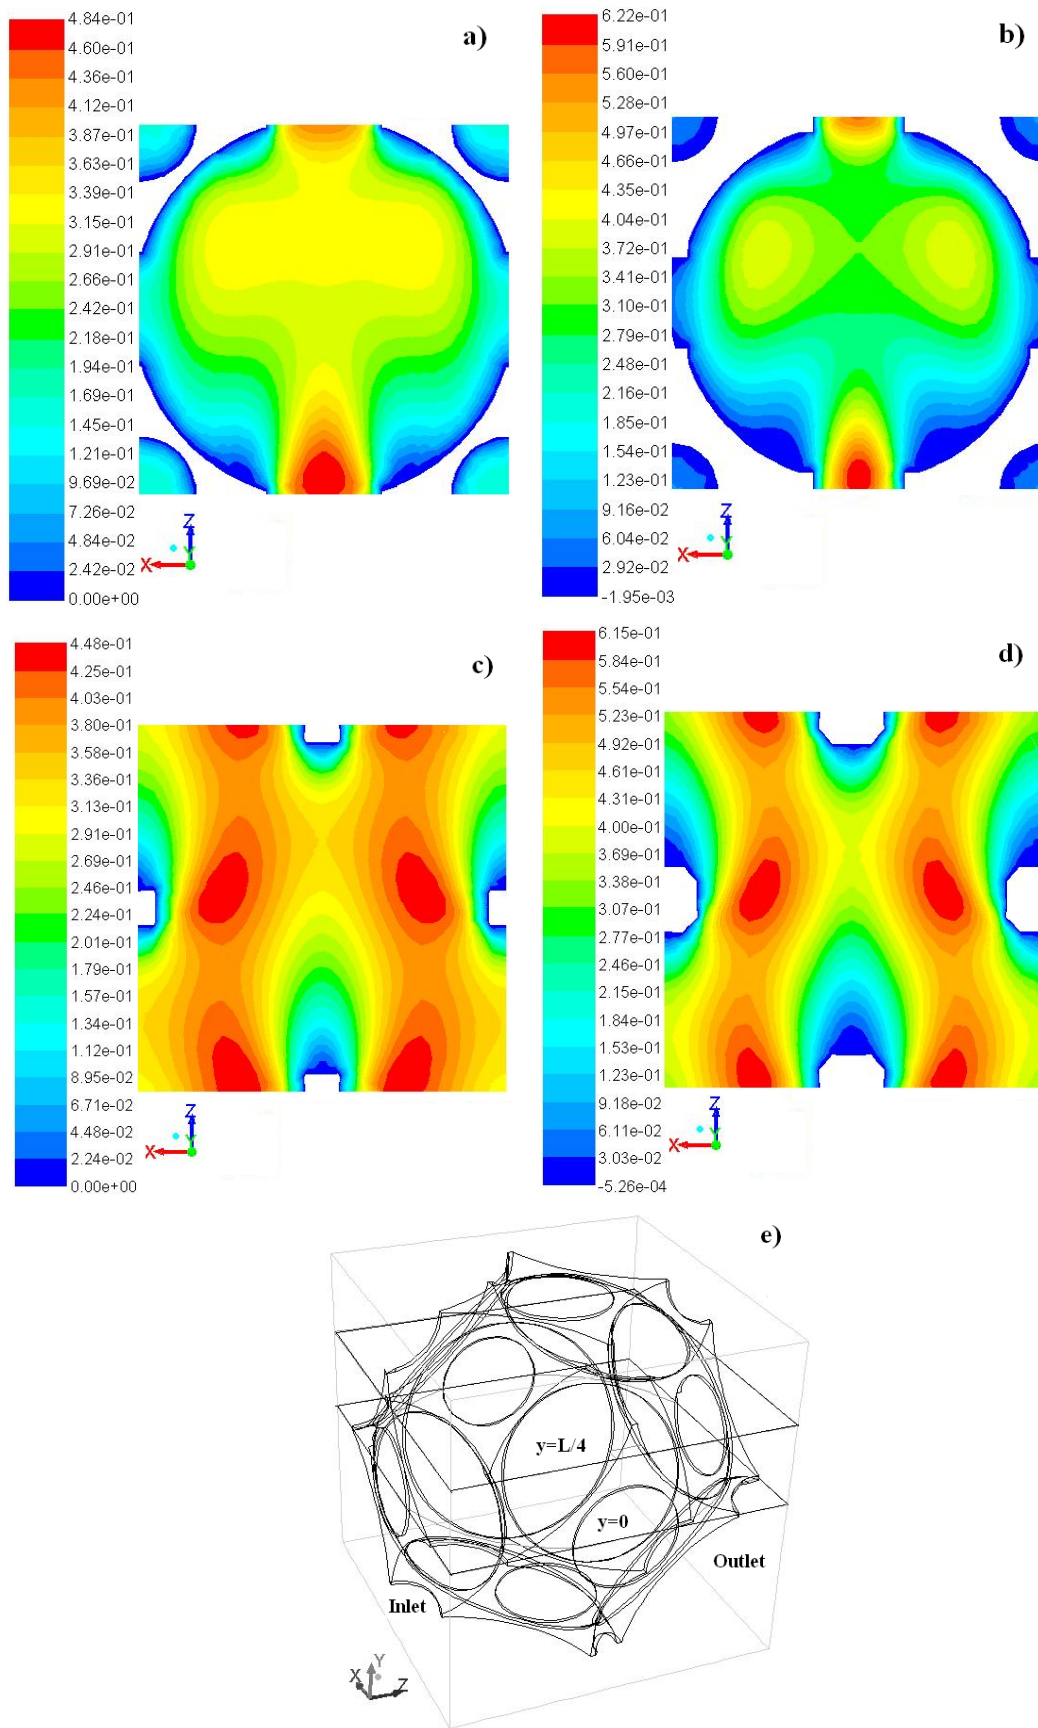 a)
4.84e-01
4.60e-01
4.36e-01
4.12e-01
3.87e-01
3.63e-01
3.39e-01
3.15e-01
2.91e-01
2.66e-01
2.42e-01
2.18e-01
1.94e-01
1.69e-01
1.45e-01
1.21e-01
9.69e-02
7.26e-02
4.84e-02
2.42e-02
0.00e+00
Z
Y
X
b)
6.22e-01
5.91e-01
5.60e-01
5.28e-01
4.97e-01
4.66e-01
4.35e-01
4.04e-01
3.72e-01
3.41e-01
3.10e-01
2.79e-01
2.48e-01
2.16e-01
1.85e-01
1.54e-01
1.23e-01
9.16e-02
6.04e-02
2.92e-02
-1.95e-03
Z
Y
X
c)
4.48e-01
4.25e-01
4.03e-01
3.80e-01
3.58e-01
3.36e-01
3.13e-01
2.91e-01
2.69e-01
2.46e-01
2.24e-01
2.01e-01
1.79e-01
1.57e-01
1.34e-01
1.12e-01
8.95e-02
6.71e-02
4.48e-02
2.24e-02
0.00e+00
Z
Y
X
d)
6.15e-01
5.84e-01
5.54e-01
5.23e-01
4.92e-01
4.61e-01
4.31e-01
4.00e-01
3.69e-01
3.38e-01
3.07e-01
2.77e-01
2.46e-01
2.15e-01
1.84e-01
1.53e-01
1.23e-01
9.18e-02
6.11e-02
3.03e-02
-5.26e-04
Z
Y
X
e)
y=L/4
y=0
Outlet
Inlet
Y
X
Z